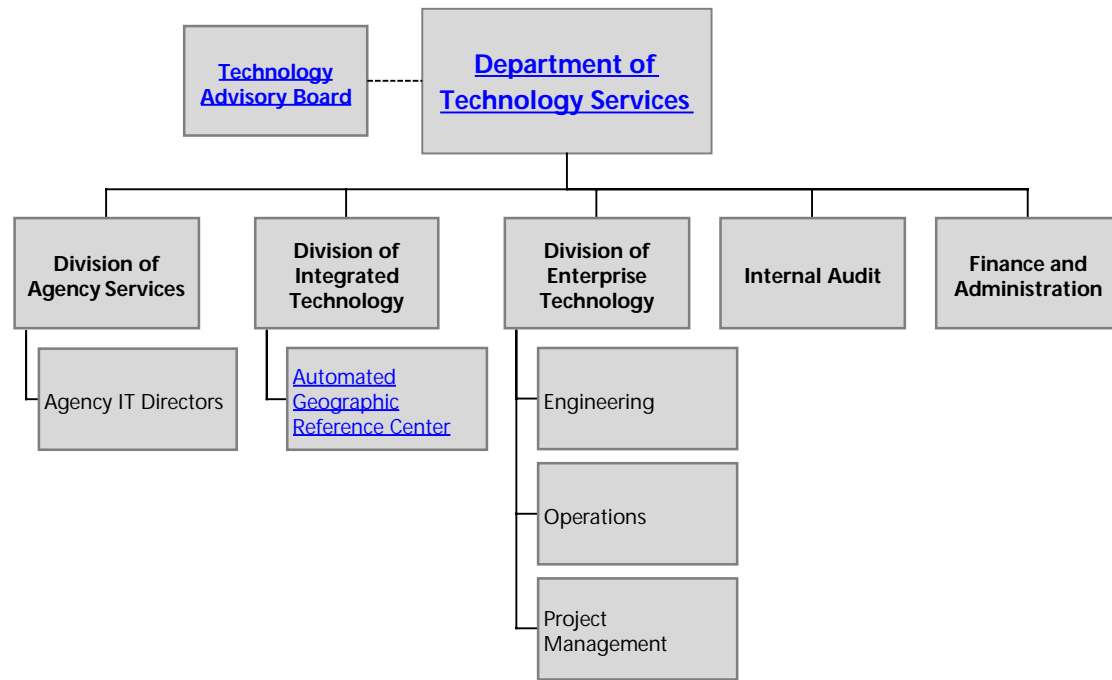 Technology
Advisory Board
Department of
Technology Services
Division of
Agency Services
Division of
Integrated
Technology
Division of
Enterprise
Technology
Internal Audit
Finance and
Administration
Agency IT Directors
Automated
Geographic
Reference Center
Engineering
Operations
Project
Management